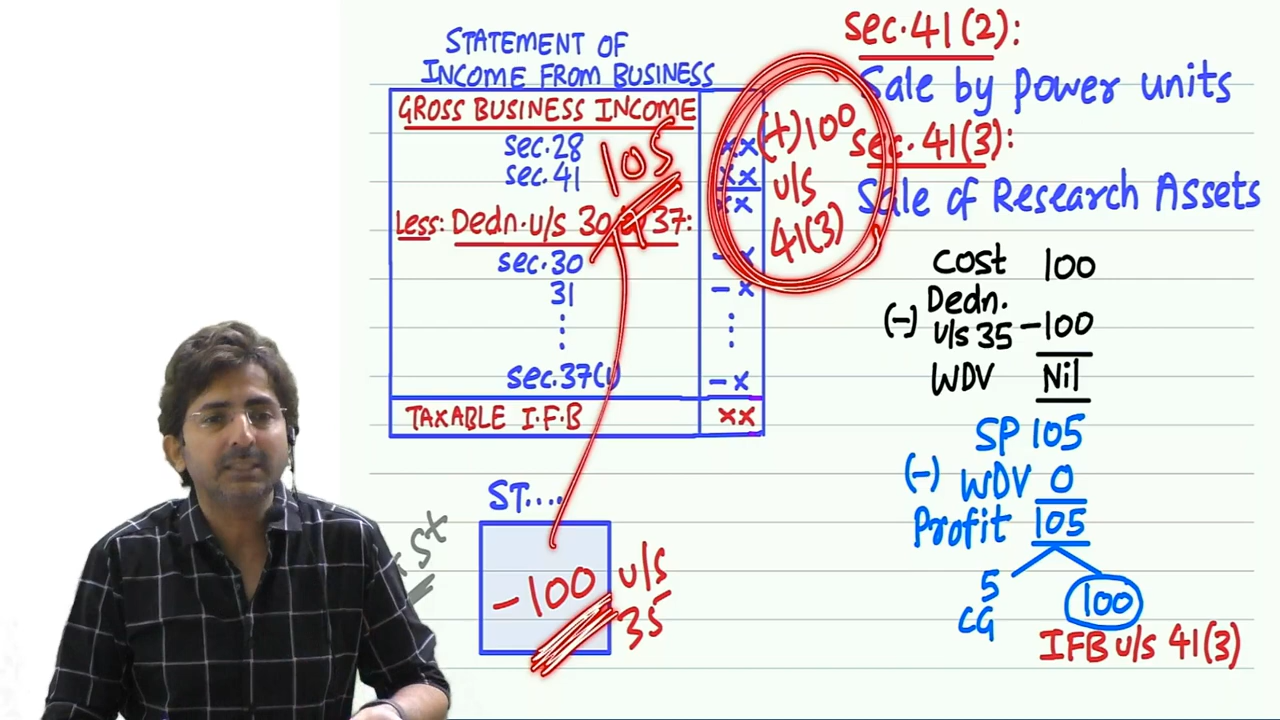 STATEMENT OF
INCOME FROM BUSINESS
GROSS BUSINESS INCOME
sec.28 xx
sec.41 xx
105
xx
Less: Dedn. u/s 30 to 37:
sec.30 - x
31 - x
sec.37(1) - x
TAXABLE I.F.B xx
(+)100
u/s
41(3)
ST....
-100 u/s
35
st
sec.41(2):
Sale by Power units
sec.41(3):
Sale of Research Assets
Cost 100
(-) Dedn.
u/s 35 -100
WDV Nil
SP 105
(-) WDV 0
Profit 105
5 100
CG
IFB u/s 41(3)